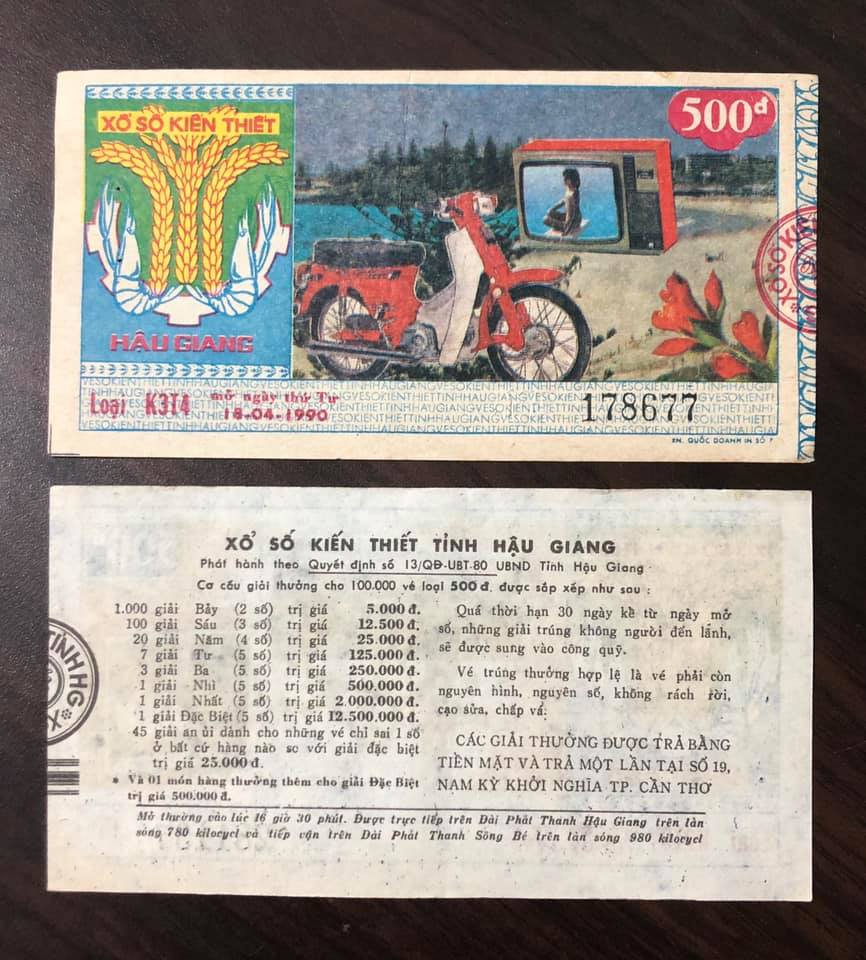 XỔ SỐ KIẾN THIẾT
500đ
HẬU GIANG
XỔ SỐ KI
VESOKIENTHIETTINHHAUGIANGVESOKIENTHIETTINHHAUGIANGVESOKIENTHIETTINHHAUGIANG
Loại K3T4 mở ngày thứ Tư
18-04-1990
178677
XN. QUỐC DOANH IN SỐ
XỔ SỐ KIẾN THIẾT TỈNH HẬU GIANG
Phát hành theo Quyết định số 13/QĐ-UBT-80 UBND Tỉnh Hậu Giang
Cơ cấu giải thưởng cho 100.000 vé loại 500 đ. được sắp xếp như sau :
1.000 giải Bảy (2 số) trị giá 5.000 đ.
100 giải Sáu (3 số) trị giá 12.500 đ.
20 giải Năm (4 số) trị giá 25.000 đ.
7 giải Tư (5 số) trị giá 125.000 đ.
3 giải Ba (5 số) trị giá 250.000 đ.
1 giải Nhì (5 số) trị giá 500.000 đ.
1 giải Nhất (5 số) trị giá 2.000.000 đ.
1 giải Đặc Biệt (5 số) trị giá 12.500.000 đ.
45 giải an ủi dành cho những vé chỉ sai 1 số
ở bất cứ hàng nào so với giải đặc biệt
trị giá 25.000 đ.
* Và 01 món hàng thưởng thêm cho giải Đặc Biệt
trị giá 500.000 đ.
Quá thời hạn 30 ngày kể từ ngày mở
số, những giải trúng không người đến lãnh,
sẽ được sung vào công quỹ.
Vé trúng thưởng hợp lệ là vé phải còn
nguyên hình, nguyên số, không rách rời,
cạo sửa, chấp vá.
CÁC GIẢI THƯỞNG ĐƯỢC TRẢ BẰNG
TIỀN MẶT VÀ TRẢ MỘT LẦN TẠI SỐ 19,
NAM KỲ KHỞI NGHĨA TP. CẦN THƠ
Mở thưởng vào lúc 16 giờ 30 phút. Được trực tiếp trên Đài Phát Thanh Hậu Giang trên làn
sóng 780 kilocycl và tiếp vận trên Đài Phát Thanh Sông Bé trên làn sóng 980 kilocycl
TỈNH HG